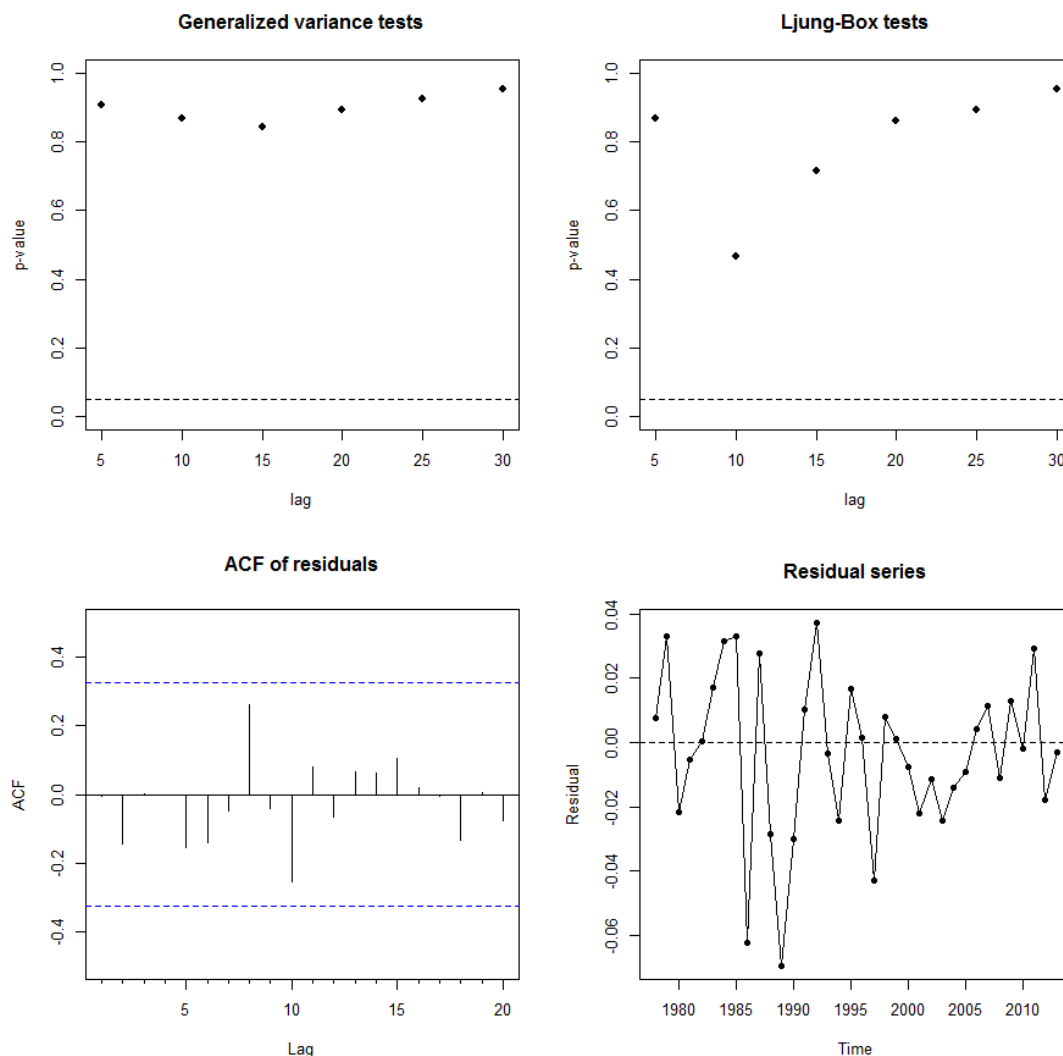 Generalized variance tests
p-value
0.0 0.2 0.4 0.6 0.8 1.0
5 10 15 20 25 30
lag
Ljung-Box tests
p-value
0.0 0.2 0.4 0.6 0.8 1.0
5 10 15 20 25 30
lag
ACF of residuals
ACF
-0.4 -0.2 0.0 0.2 0.4
5 10 15 20
Lag
Residual series
Residual
-0.06 -0.04 -0.02 0.00 0.02 0.04
1980 1985 1990 1995 2000 2005 2010
Time